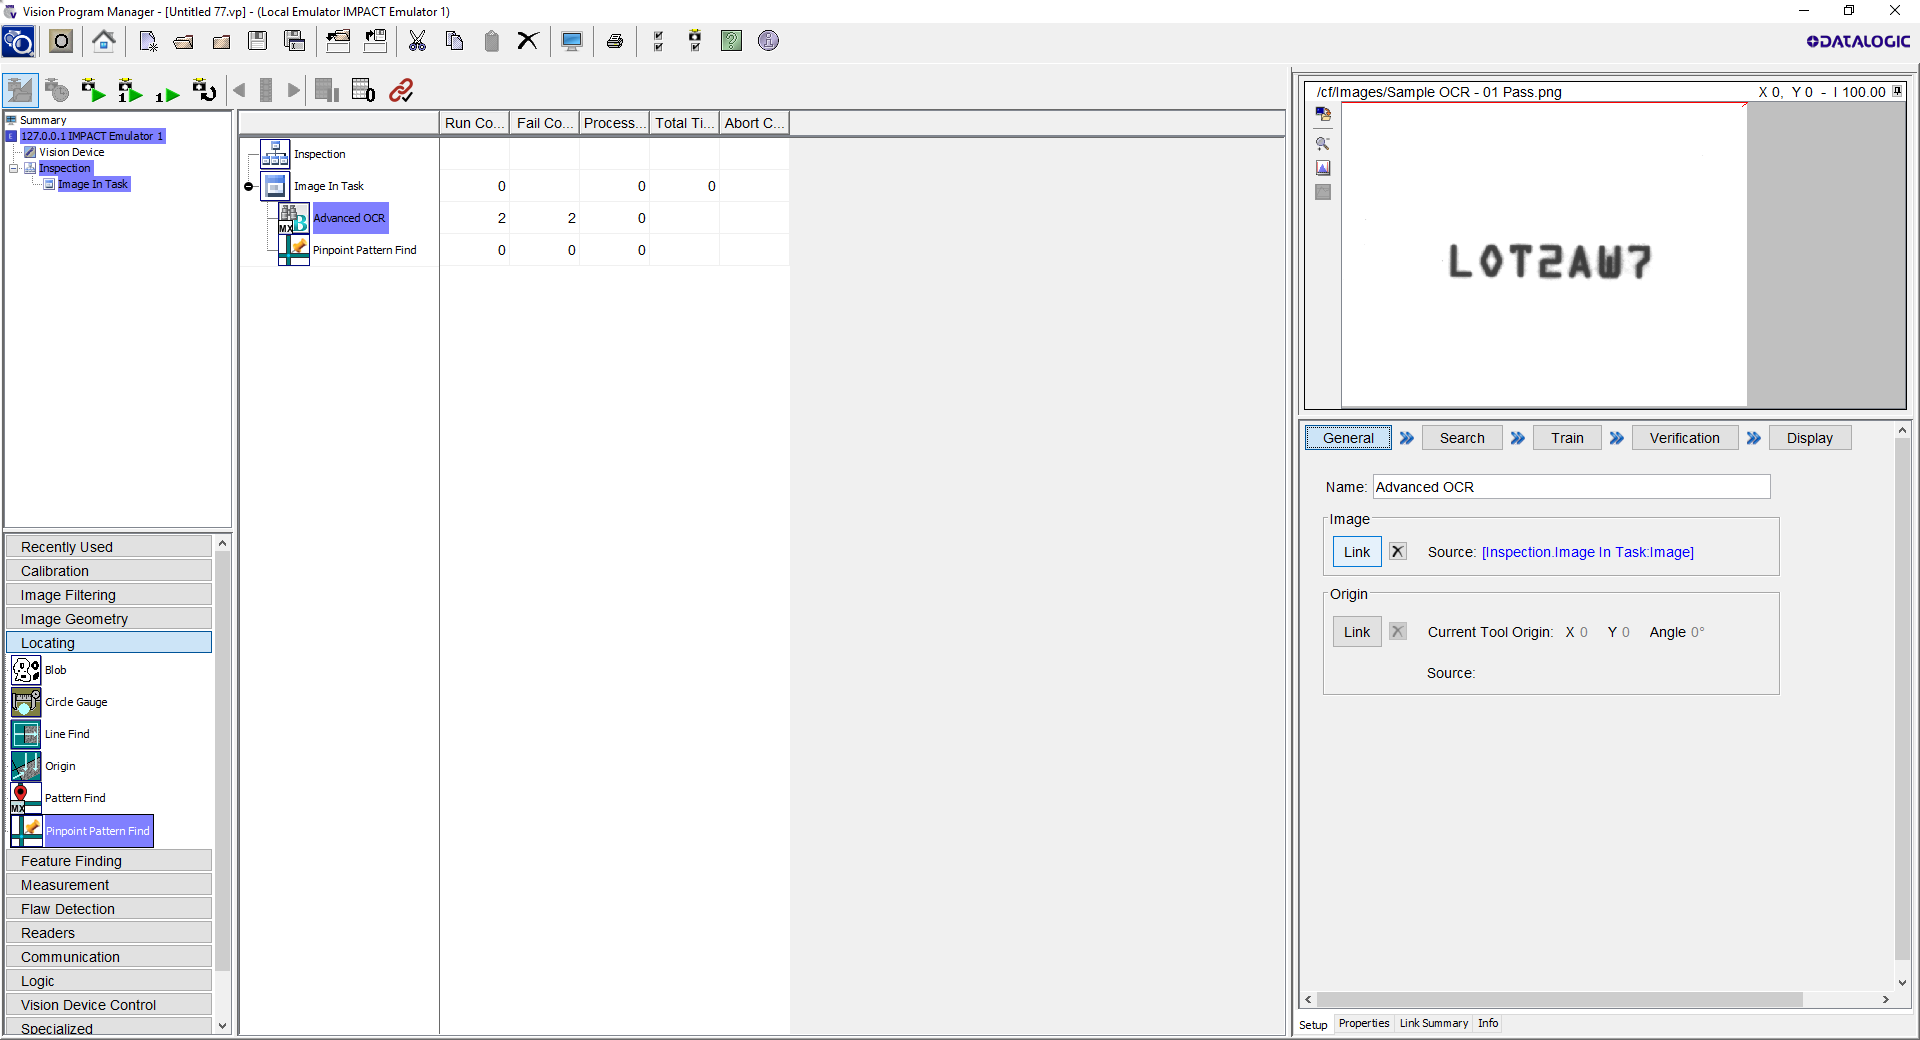 Vision Program Manager - [Untitled 77.vp] - (Local Emulator IMPACT Emulator 1)
DATALOGIC
Summary
127.0.0.1 IMPACT Emulator 1
Vision Device
Inspection
Image In Task
Run Co... Fail Co... Process... Total Ti... Abort C...
Inspection
Image In Task 0 0 0
Advanced OCR 2 2 0
Pinpoint Pattern Find 0 0 0
Recently Used
Calibration
Image Filtering
Image Geometry
Locating
Blob
Circle Gauge
Line Find
Origin
Pattern Find
Pinpoint Pattern Find
Feature Finding
Measurement
Flaw Detection
Readers
Communication
Logic
Vision Device Control
Specialized
/cf/Images/Sample OCR - 01 Pass.png X 0, Y 0 - I 100.00
LOT2AW7
General Search Train Verification Display
Name: Advanced OCR
Image
Link Source: [Inspection.Image In Task:Image]
Origin
Link Current Tool Origin: X 0 Y 0 Angle 0°
Source:
Setup Properties Link Summary Info